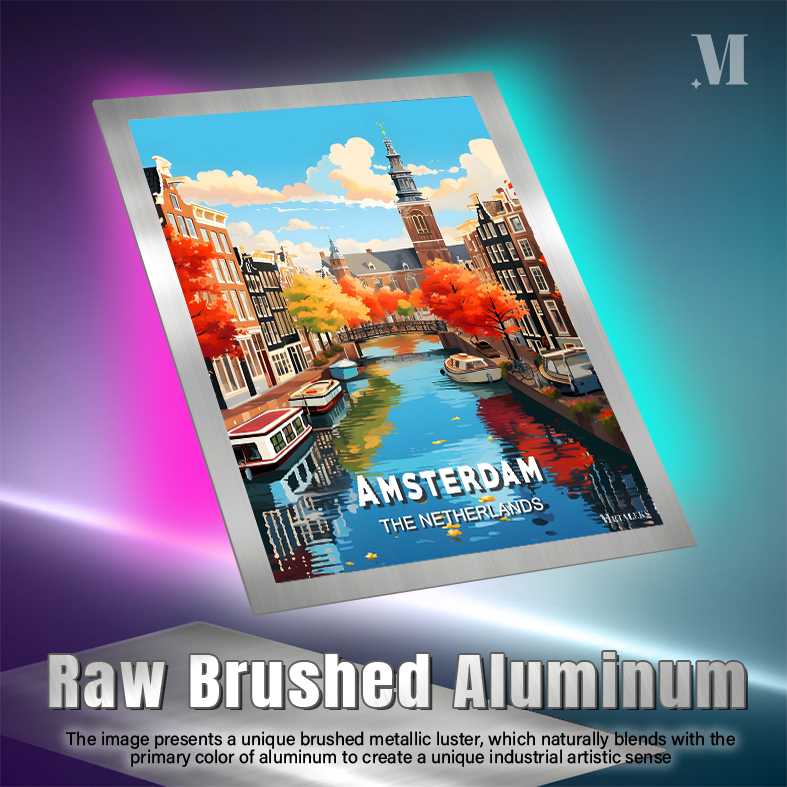 M
AMSTERDAM
THE NETHERLANDS
METALEKS
Raw Brushed Aluminum
The image presents a unique brushed metallic luster, which naturally blends with the
primary color of aluminum to create a unique industrial artistic sense